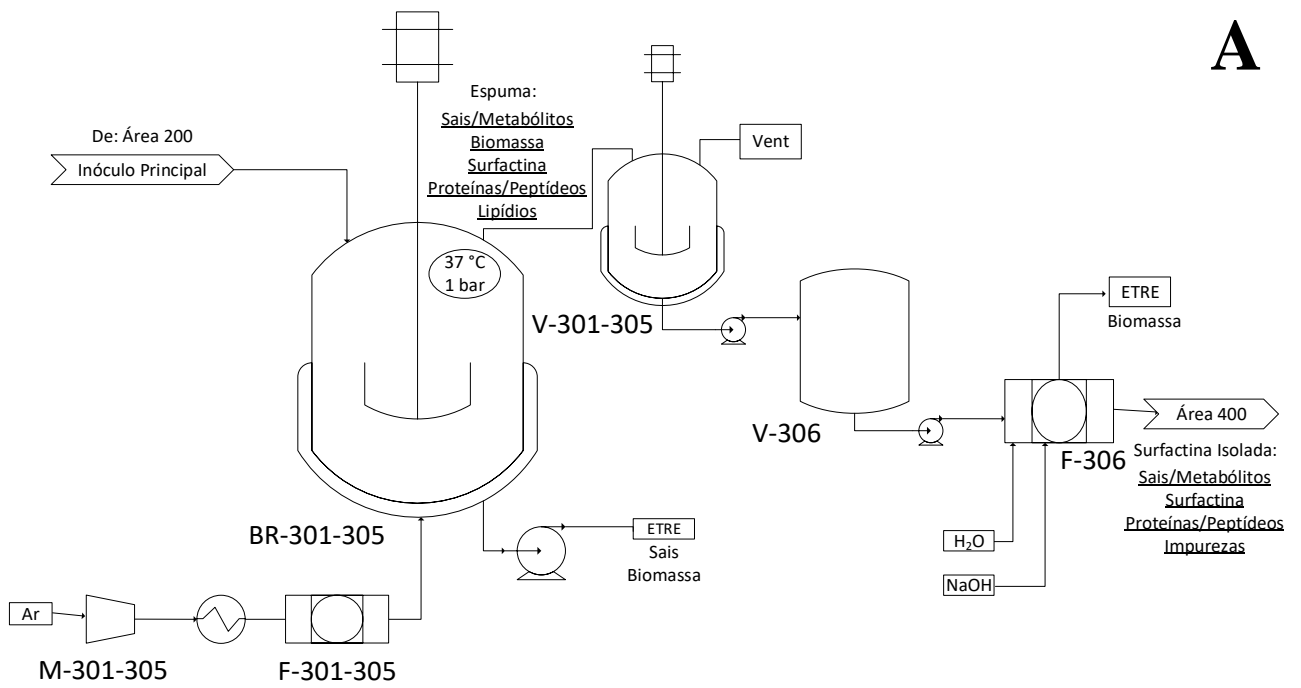 A
De: Área 200
Inóculo Principal
Espuma:
Sais/Metabólitos
Biomassa
Surfactina
Proteínas/Peptídeos
Lipídios
Vent
37 °C
1 bar
V-301-305
V-306
ETRE
Biomassa
Área 400
F-306
Surfactina Isolada:
Sais/Metabólitos
Surfactina
Proteínas/Peptídeos
Impurezas
H₂O
NaOH
BR-301-305
ETRE
Sais
Biomassa
Ar
M-301-305
F-301-305